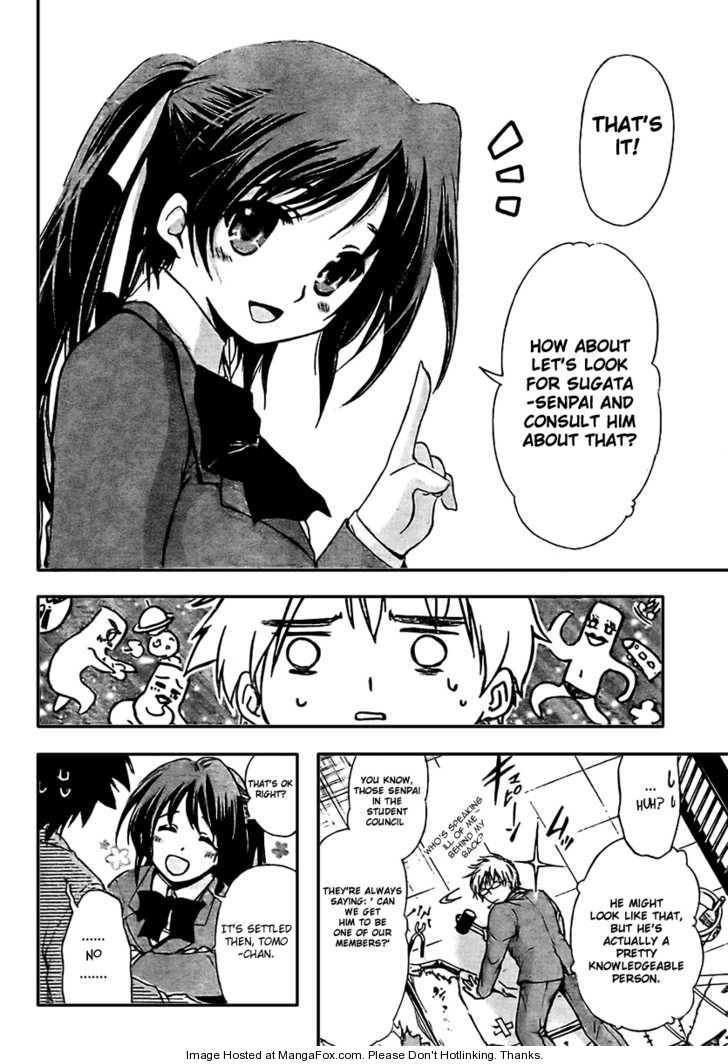 THAT'S
IT!
HOW ABOUT
LET'S LOOK
FOR SUGATA
-SENPAI AND
CONSULT HIM
ABOUT THAT?
....
HUH?
HE MIGHT
LOOK LIKE THAT,
BUT HE'S
ACTUALLY A
PRETTY
KNOWLEDGEABLE
PERSON.
WHO'S SPEAKING
ILL OF ME
BEHIND MY
BACK?
YOU KNOW,
THOSE SENPAI
IN THE
STUDENT
COUNCIL
THEY'RE ALWAYS
SAYING: ' CAN
WE GET
HIM TO
BE ONE OF
OUR
MEMBERS?'
THAT'S OK
RIGHT?
IT'S SETTLED
THEN, TOMO
-CHAN.
......
NO
.......
Image Hosted at MangaFox.com. Please Don't Hotlinking. Thanks.